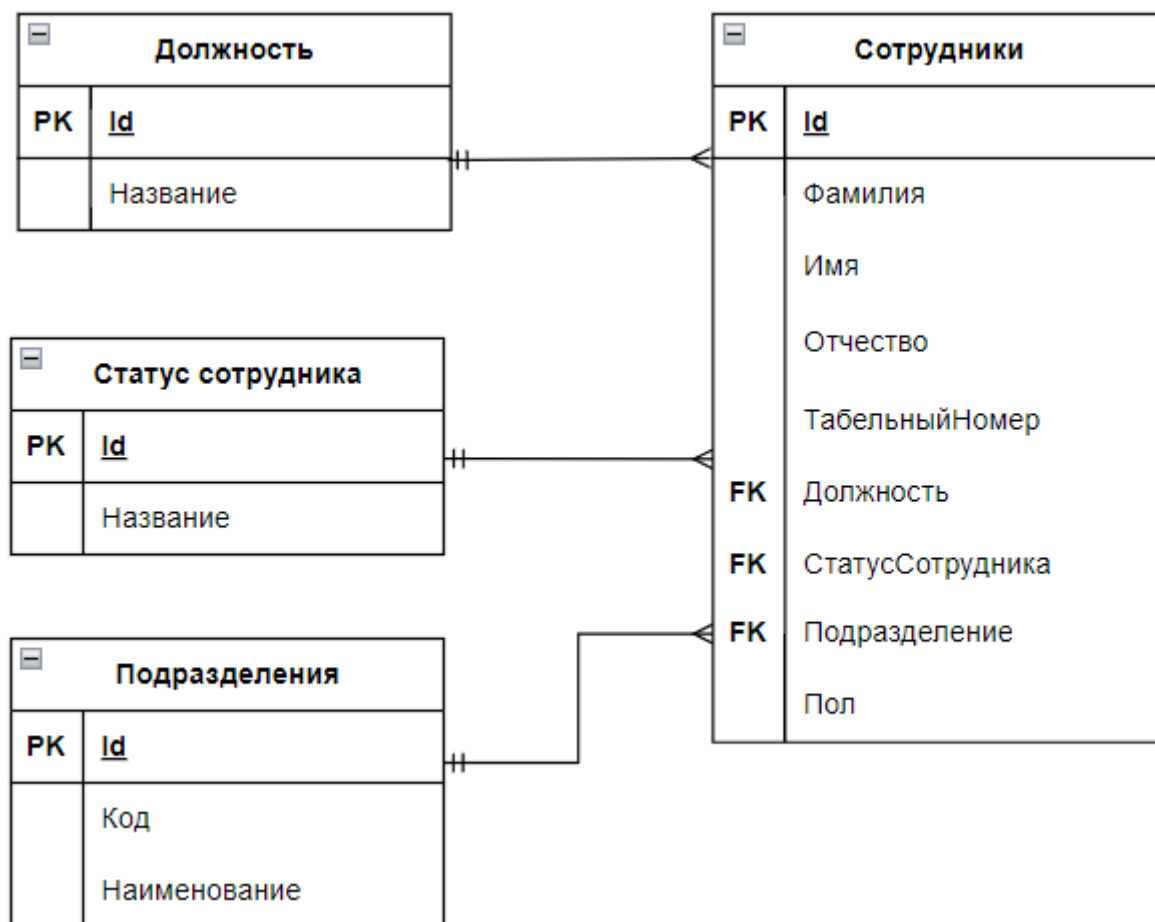 Должность
PK Id
Название
Статус сотрудника
PK Id
Название
Подразделения
PK Id
Код
Наименование
Сотрудники
PK Id
Фамилия
Имя
Отчество
ТабельныйНомер
FK Должность
FK СтатусСотрудника
FK Подразделение
Пол